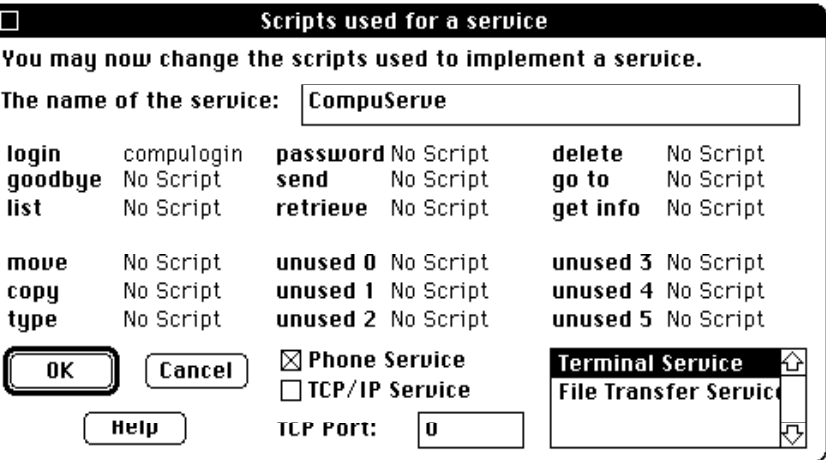 Scripts used for a service
You may now change the scripts used to implement a service.
The name of the service: CompuServe
login compulogin password No Script delete No Script
goodbye No Script send No Script go to No Script
list No Script retrieve No Script get info No Script
move No Script unused 0 No Script unused 3 No Script
copy No Script unused 1 No Script unused 4 No Script
type No Script unused 2 No Script unused 5 No Script
OK Cancel Phone Service Terminal Service
TCP/IP Service File Transfer Servic
Help TCP Port: 0